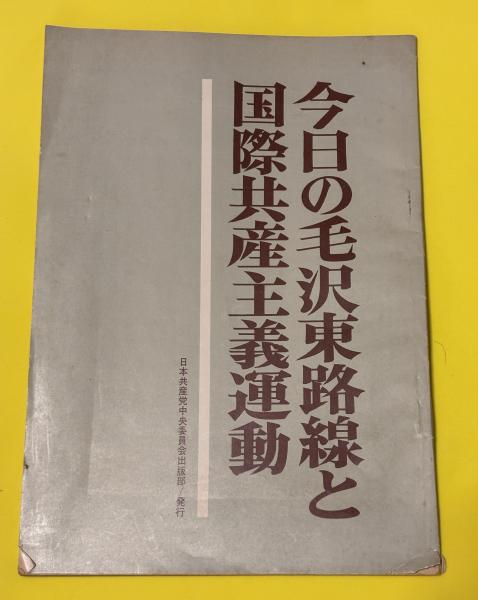 今日の毛沢東路線と
国際共産主義運動
日本共産党中央委員会出版部/発行